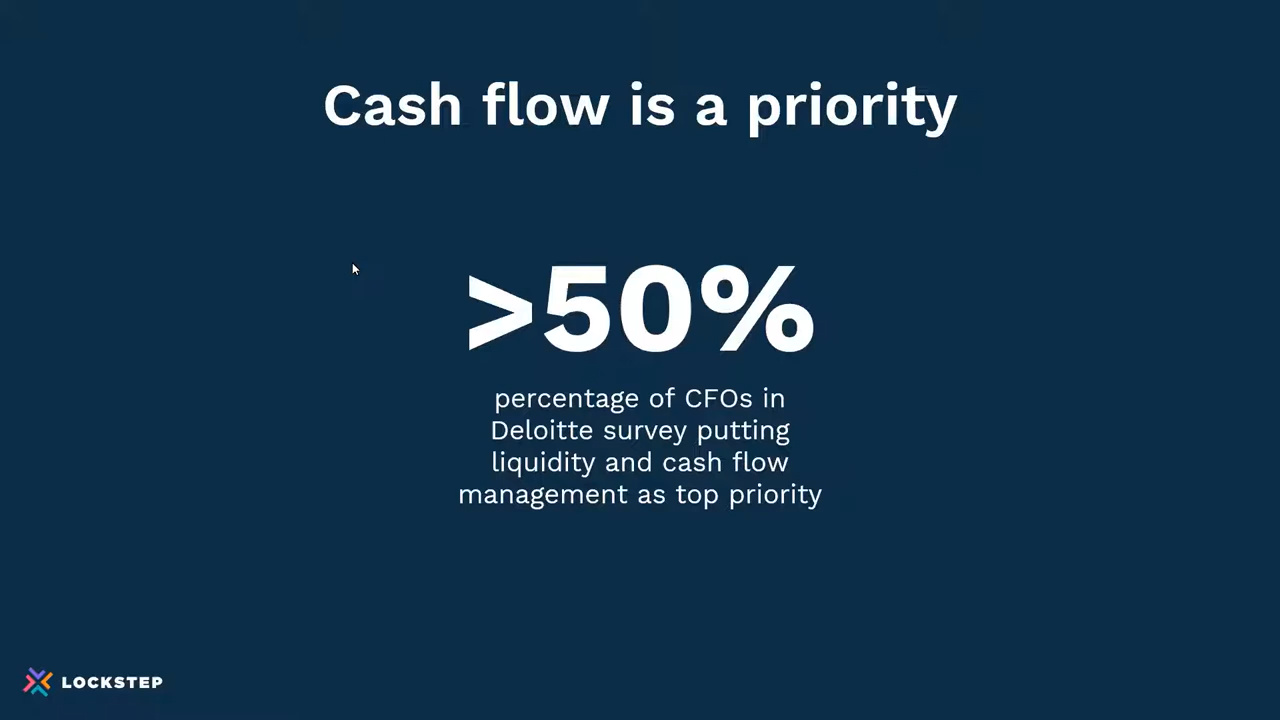 Cash flow is a priority
>50%
percentage of CFOs in
Deloitte survey putting
liquidity and cash flow
management as top priority
LOCKSTEP